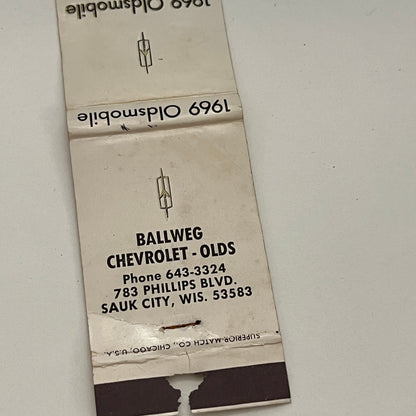 1969 Oldsmobile
1969 Oldsmobile
BALLWEG
CHEVROLET - OLDS
Phone 643-3324
783 PHILLIPS BLVD.
SAUK CITY, WIS. 53583
SUPERIOR MATCH CO., CHICAGO, U.S.A.